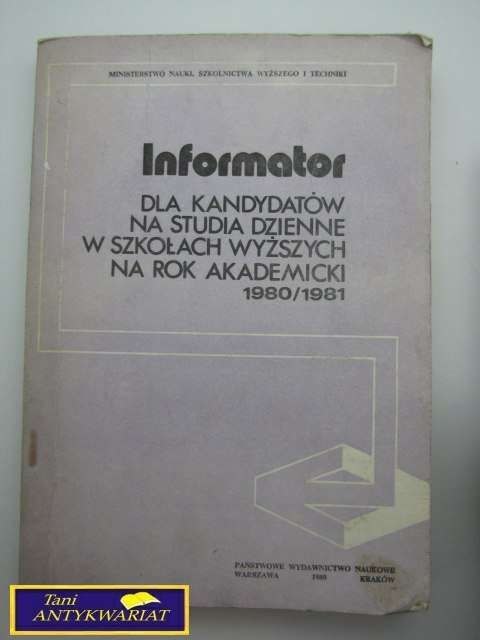 MINISTERSTWO NAUKI, SZKOLNICTWA WYŻSZEGO I TECHNIKI
Informator
DLA KANDYDATÓW
NA STUDIA DZIENNE
W SZKOŁACH WYŻSZYCH
NA ROK AKADEMICKI
1980/1981
PAŃSTWOWE WYDAWNICTWO NAUKOWE
WARSZAWA 1980 KRAKÓW
Tani
ANTYKWARIAT